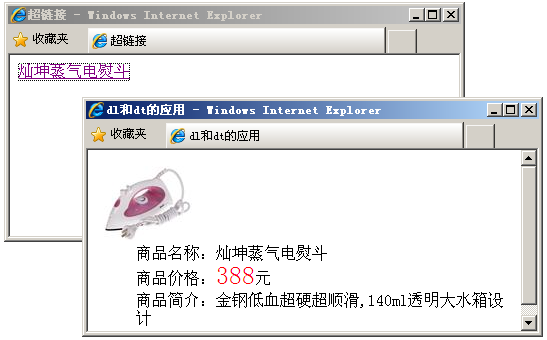 超链接 - Windows Internet Explorer
收藏夹
超链接
灿坤蒸气电熨斗
dl和dt的应用 - Windows Internet Explorer
收藏夹
dl和dt的应用
商品名称：灿坤蒸气电熨斗
商品价格：388元
商品简介：金钢低血超硬超顺滑,140ml透明大水箱设
计